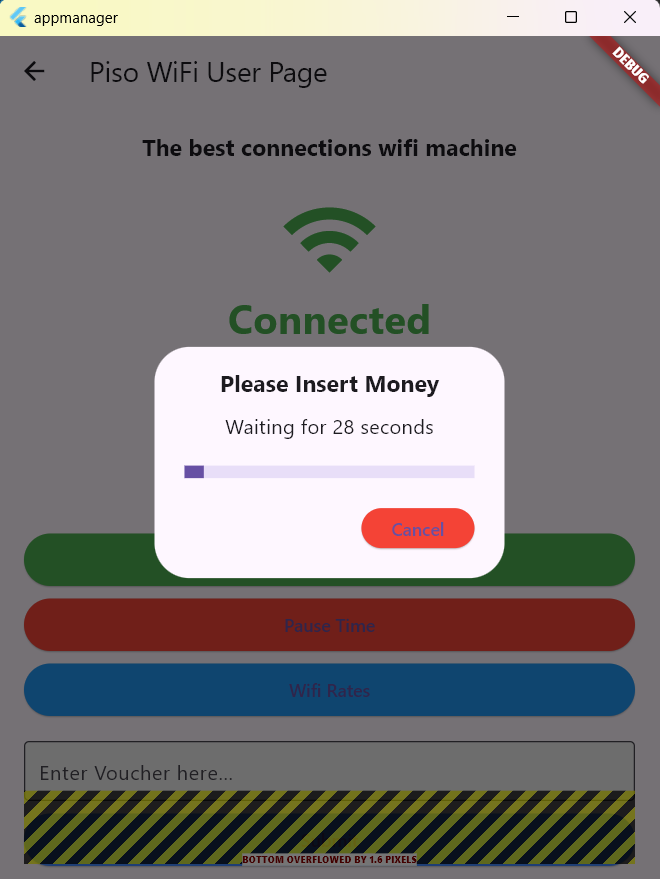 appmanager
DEBUG
Piso WiFi User Page
The best connections wifi machine
Connected
Please Insert Money
Waiting for 28 seconds
Cancel
Pause Time
Wifi Rates
Enter Voucher here...
BOTTOM OVERFLOWED BY 1.6 PIXELS